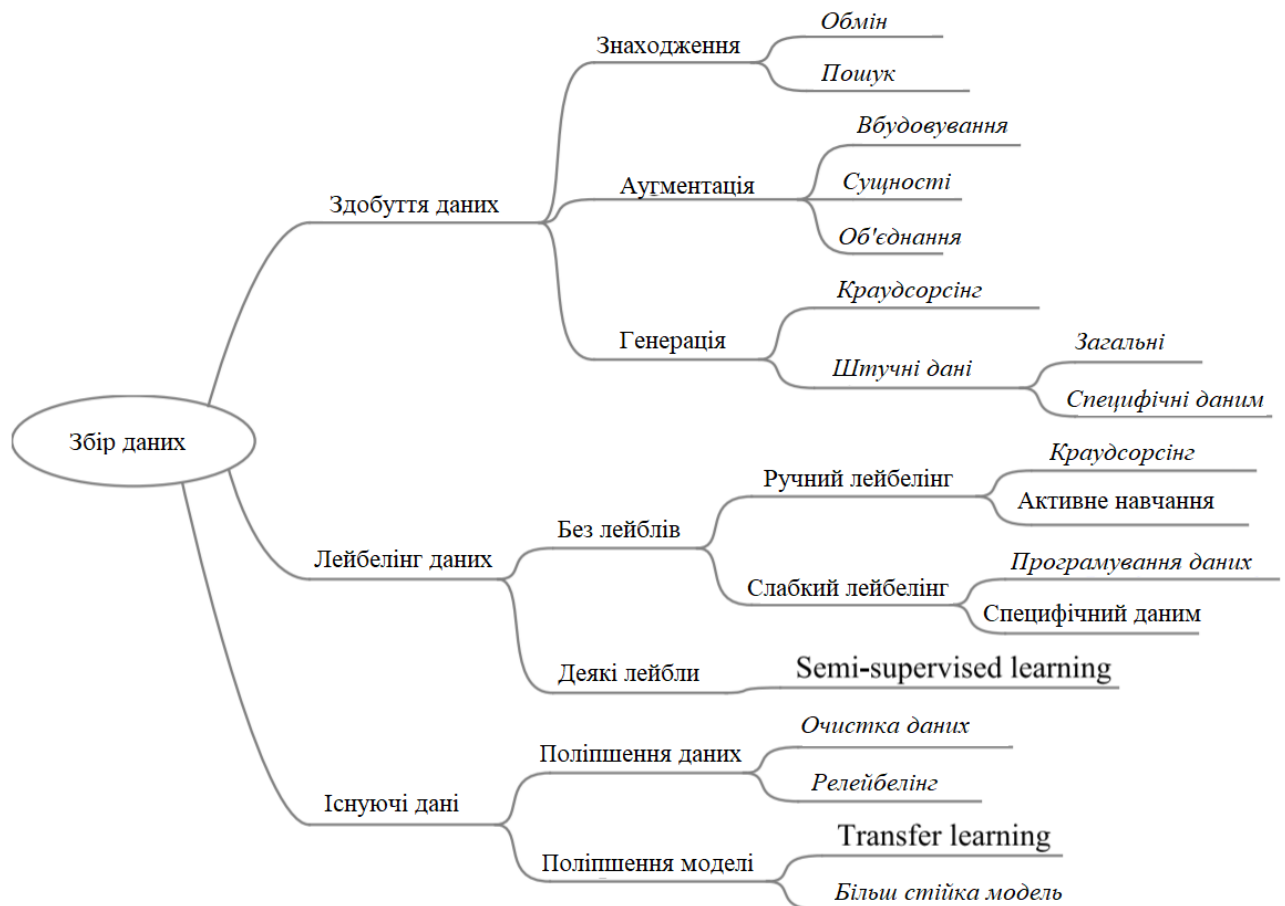 Збір даних
Здобуття даних
Знаходження
Обмін
Пошук
Аугментація
Вбудовування
Сущності
Об'єднання
Генерація
Краудсорсінг
Штучні дані
Загальні
Специфічні даним
Лейбелінг даних
Без лейблів
Ручний лейбелінг
Краудсорсінг
Активне навчання
Слабкий лейбелінг
Програмування даних
Специфічний даним
Деякі лейбли
Semi-supervised learning
Існуючі дані
Поліпшення даних
Очистка даних
Релейбелінг
Поліпшення моделі
Transfer learning
Більш стійка модель